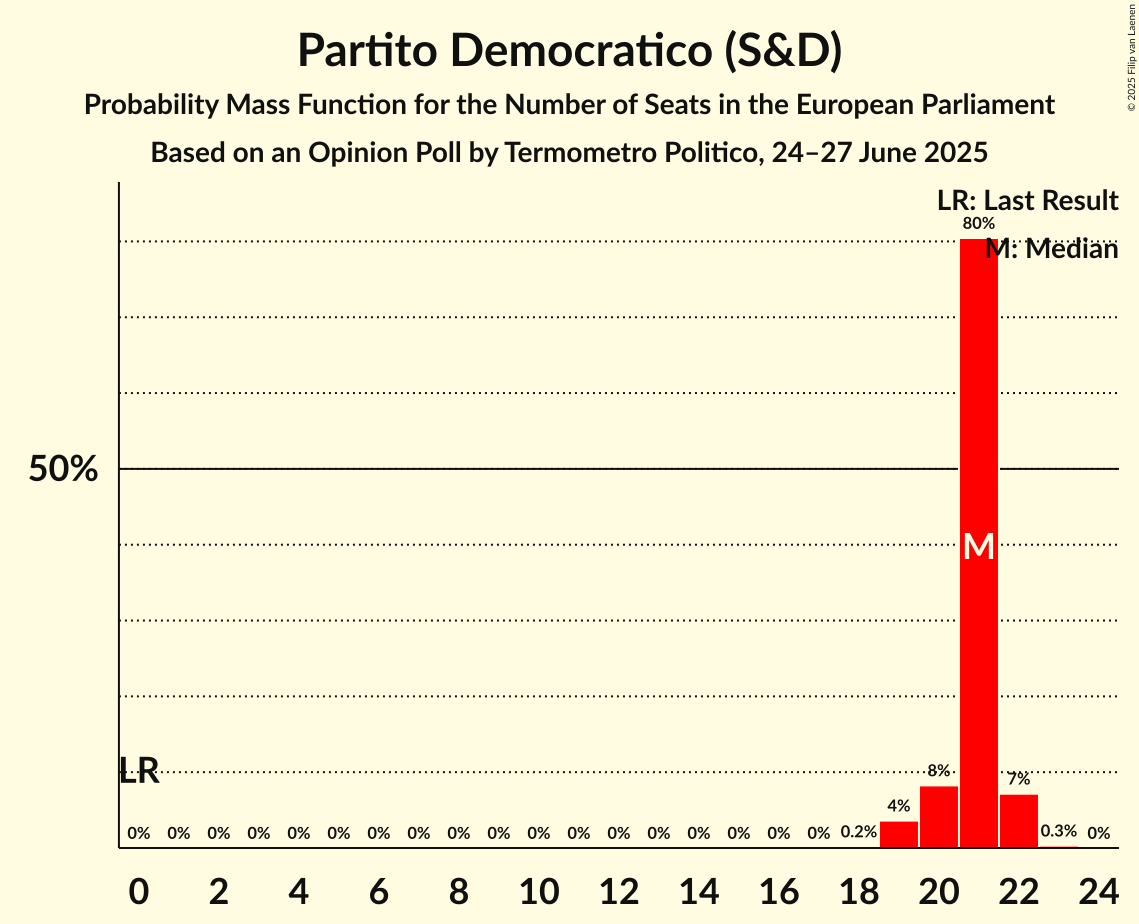 Partito Democratico (S&D)
Probability Mass Function for the Number of Seats in the European Parliament
Based on an Opinion Poll by Termometro Politico, 24–27 June 2025
© 2025 Filip van Laenen
LR: Last Result
M: Median
50%
80%
M
LR
0% 0% 0% 0% 0% 0% 0% 0% 0% 0% 0% 0% 0% 0% 0% 0% 0% 0% 0.2% 4% 8% 7% 0.3% 0%
0 2 4 6 8 10 12 14 16 18 20 22 24